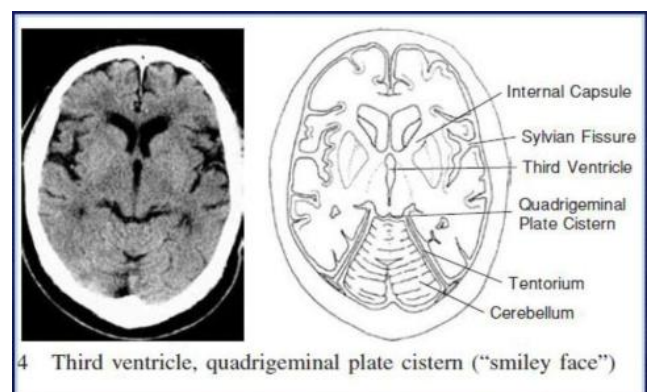 Internal Capsule
Sylvian Fissure
Third Ventricle
Quadrigeminal
Plate Cistern
Tentorium
Cerebellum
4 Third ventricle, quadrigeminal plate cistern (“smiley face”)